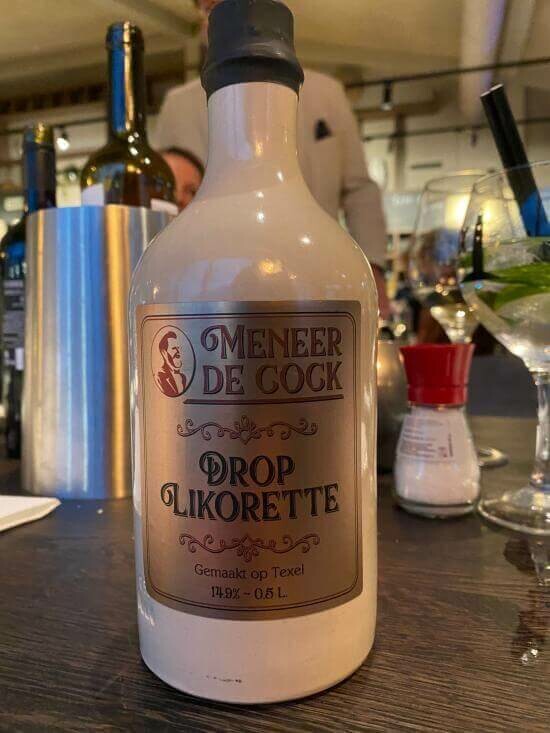 MENEER
DE COCK
DROP
LIKORETTE
Gemaakt op Texel
14.9% ~ 0.5 L.